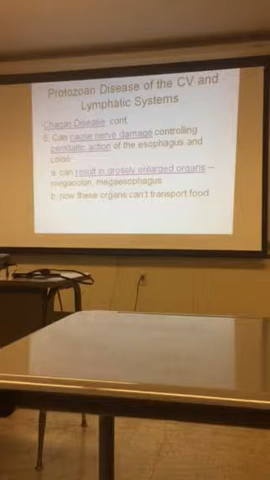 Protozoan Disease of the CV and
Lymphatic Systems
Chagas Disease cont.
5. Can cause nerve damage controlling
peristaltic action of the esophagus and
colon
a. can result in grossly enlarged organs –
megacolon, megaesophagus
b. now these organs can't transport food